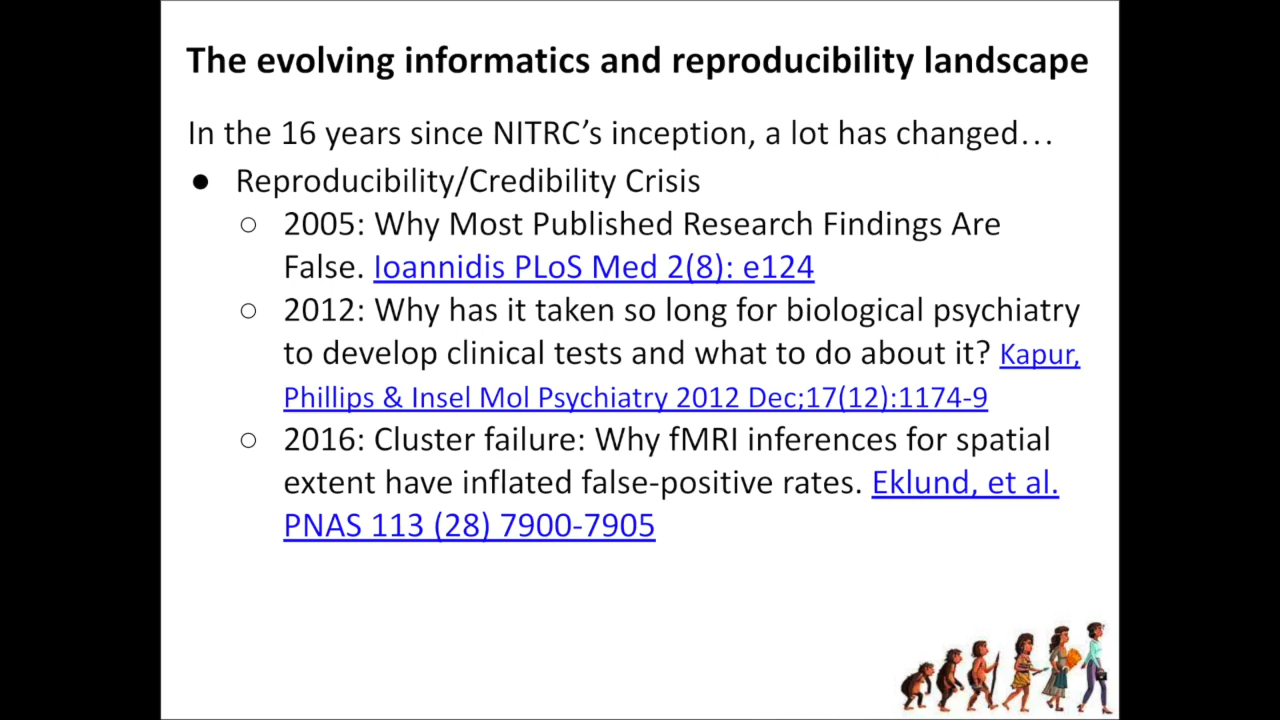 The evolving informatics and reproducibility landscape
In the 16 years since NITRC’s inception, a lot has changed…
● Reproducibility/Credibility Crisis
○ 2005: Why Most Published Research Findings Are
False. Ioannidis PLoS Med 2(8): e124
○ 2012: Why has it taken so long for biological psychiatry
to develop clinical tests and what to do about it? Kapur,
Phillips & Insel Mol Psychiatry 2012 Dec;17(12):1174-9
○ 2016: Cluster failure: Why fMRI inferences for spatial
extent have inflated false-positive rates. Eklund, et al.
PNAS 113 (28) 7900-7905